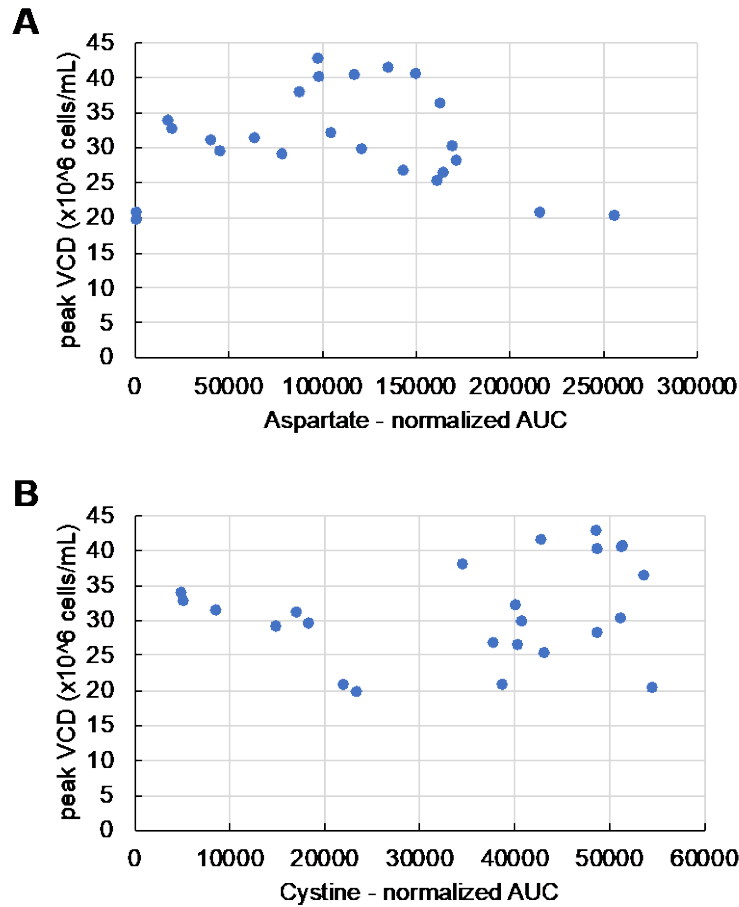 A
45
40
35
30
25
20
15
10
5
0
peak VCD (x10^6 cells/mL)
0 50000 100000 150000 200000 250000 300000
Aspartate - normalized AUC
B
45
40
35
30
25
20
15
10
5
0
peak VCD (x10^6 cells/mL)
0 10000 20000 30000 40000 50000 60000
Cystine - normalized AUC